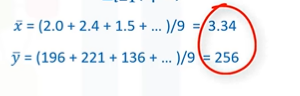 x̄ = (2.0 + 2.4 + 1.5 + ... )/9 = 3.34
ȳ = (196 + 221 + 136 + ... )/9 = 256